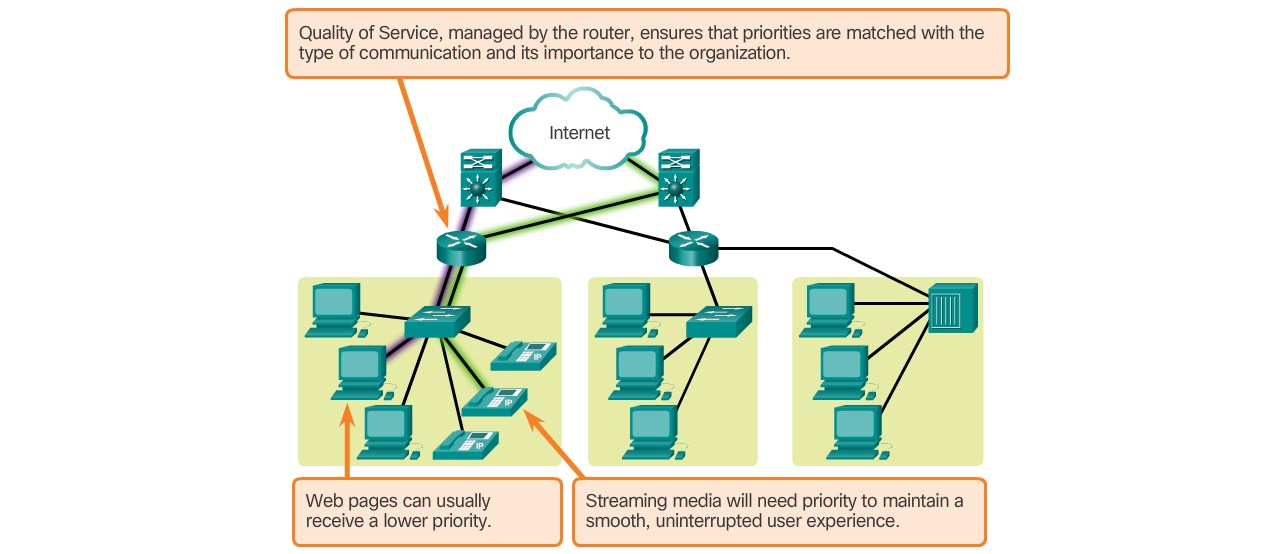 Quality of Service, managed by the router, ensures that priorities are matched with the
type of communication and its importance to the organization.
Internet
IP
IP
IP
Web pages can usually
receive a lower priority.
Streaming media will need priority to maintain a
smooth, uninterrupted user experience.